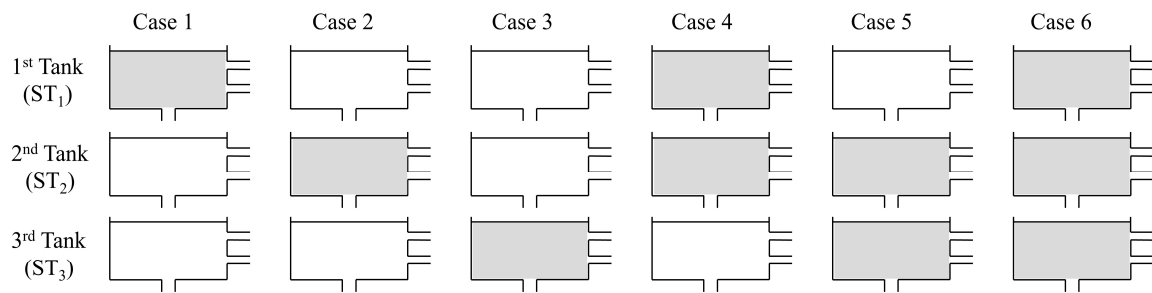 Case 1 Case 2 Case 3 Case 4 Case 5 Case 6
1st Tank
(ST1)
2nd Tank
(ST2)
3rd Tank
(ST3)